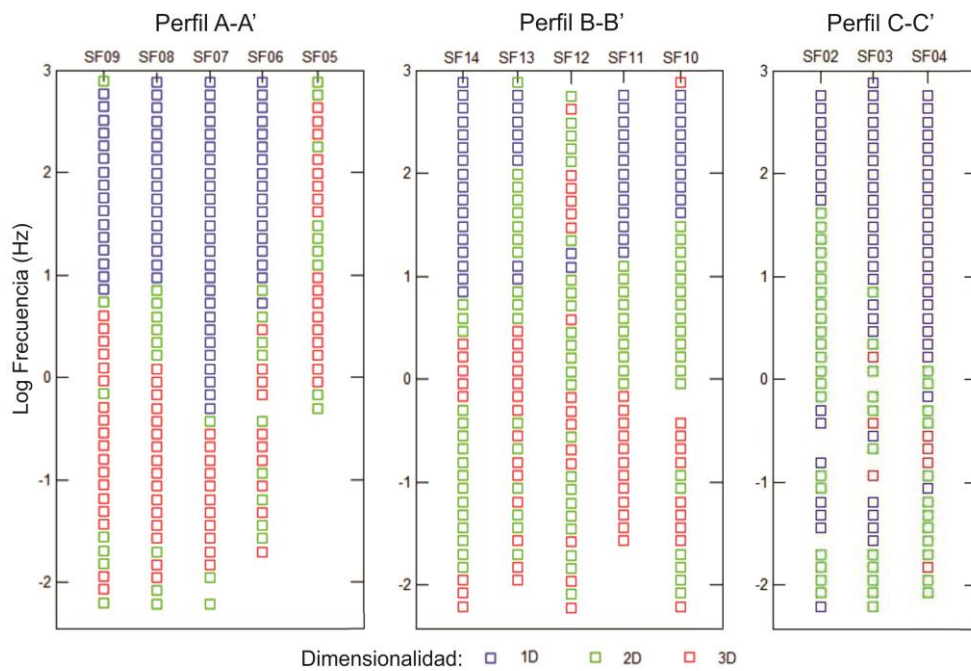 Perfil A-A’ Perfil B-B’ Perfil C-C’
SF09 SF08 SF07 SF06 SF05 SF14 SF13 SF12 SF11 SF10 SF02 SF03 SF04
3 3 3
2 2 2
1 1 1
0 0 0
-1 -1 -1
-2 -2 -2
Log Frecuencia (Hz)
Dimensionalidad: 1D 2D 3D